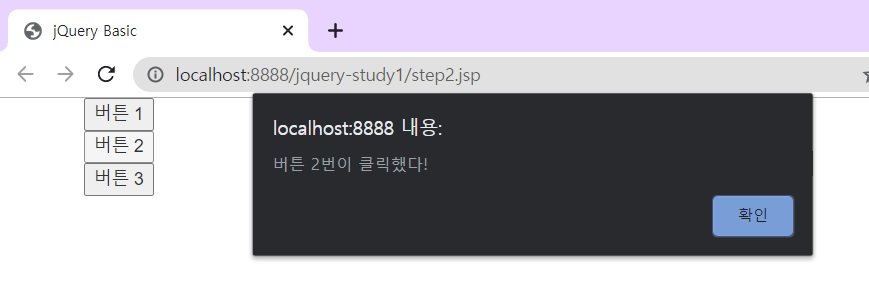 jQuery Basic
localhost:8888/jquery-study1/step2.jsp
버튼 1
버튼 2
버튼 3
localhost:8888 내용:
버튼 2번이 클릭했다!
확인